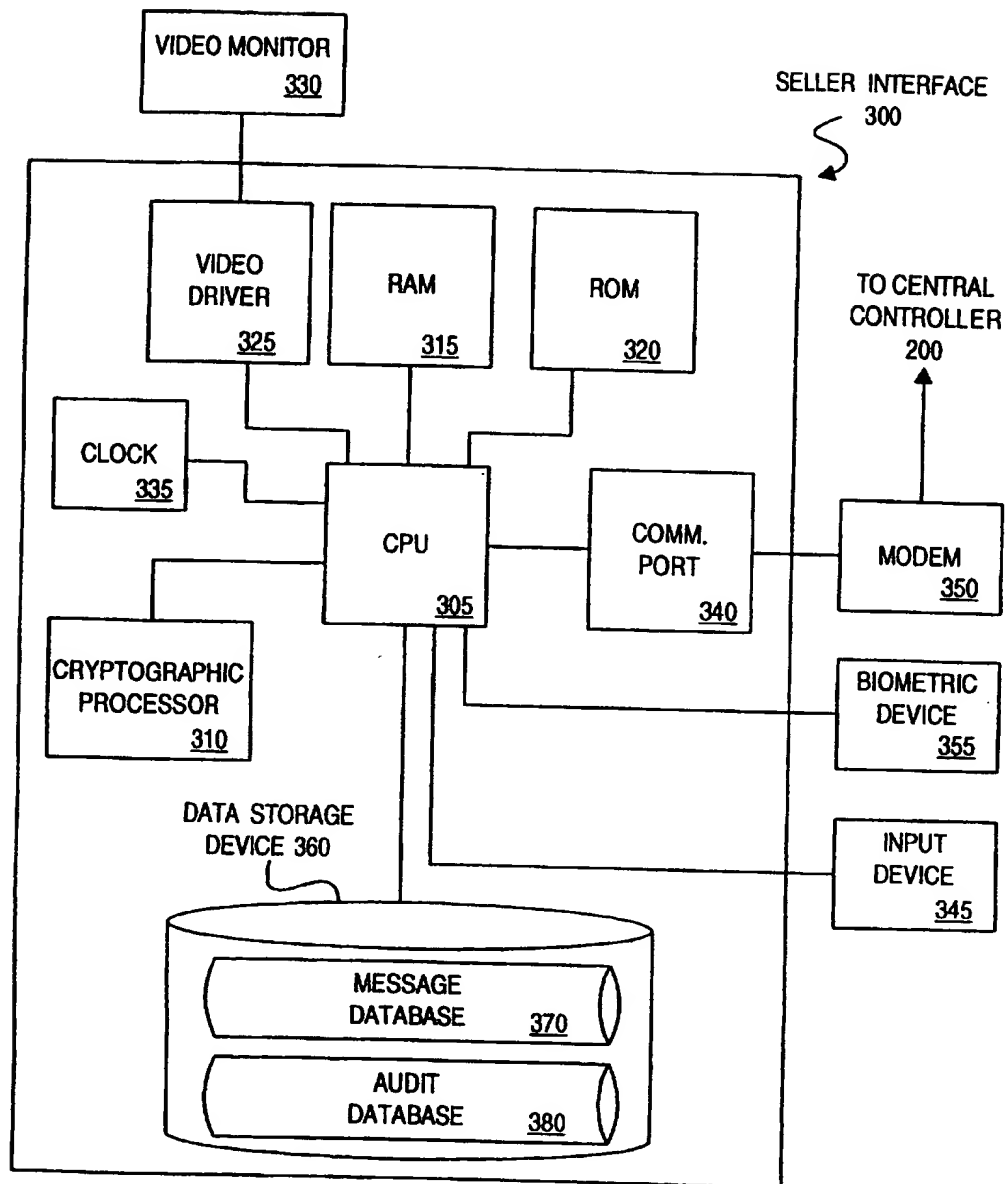 VIDEO MONITOR
330
SELLER INTERFACE
300
VIDEO
DRIVER
325
RAM
315
ROM
320
TO CENTRAL
CONTROLLER
200
CLOCK
335
CPU
305
COMM.
PORT
340
MODEM
350
CRYPTOGRAPHIC
PROCESSOR
310
BIOMETRIC
DEVICE
355
DATA STORAGE
DEVICE 360
INPUT
DEVICE
345
MESSAGE
DATABASE
370
AUDIT
DATABASE
380